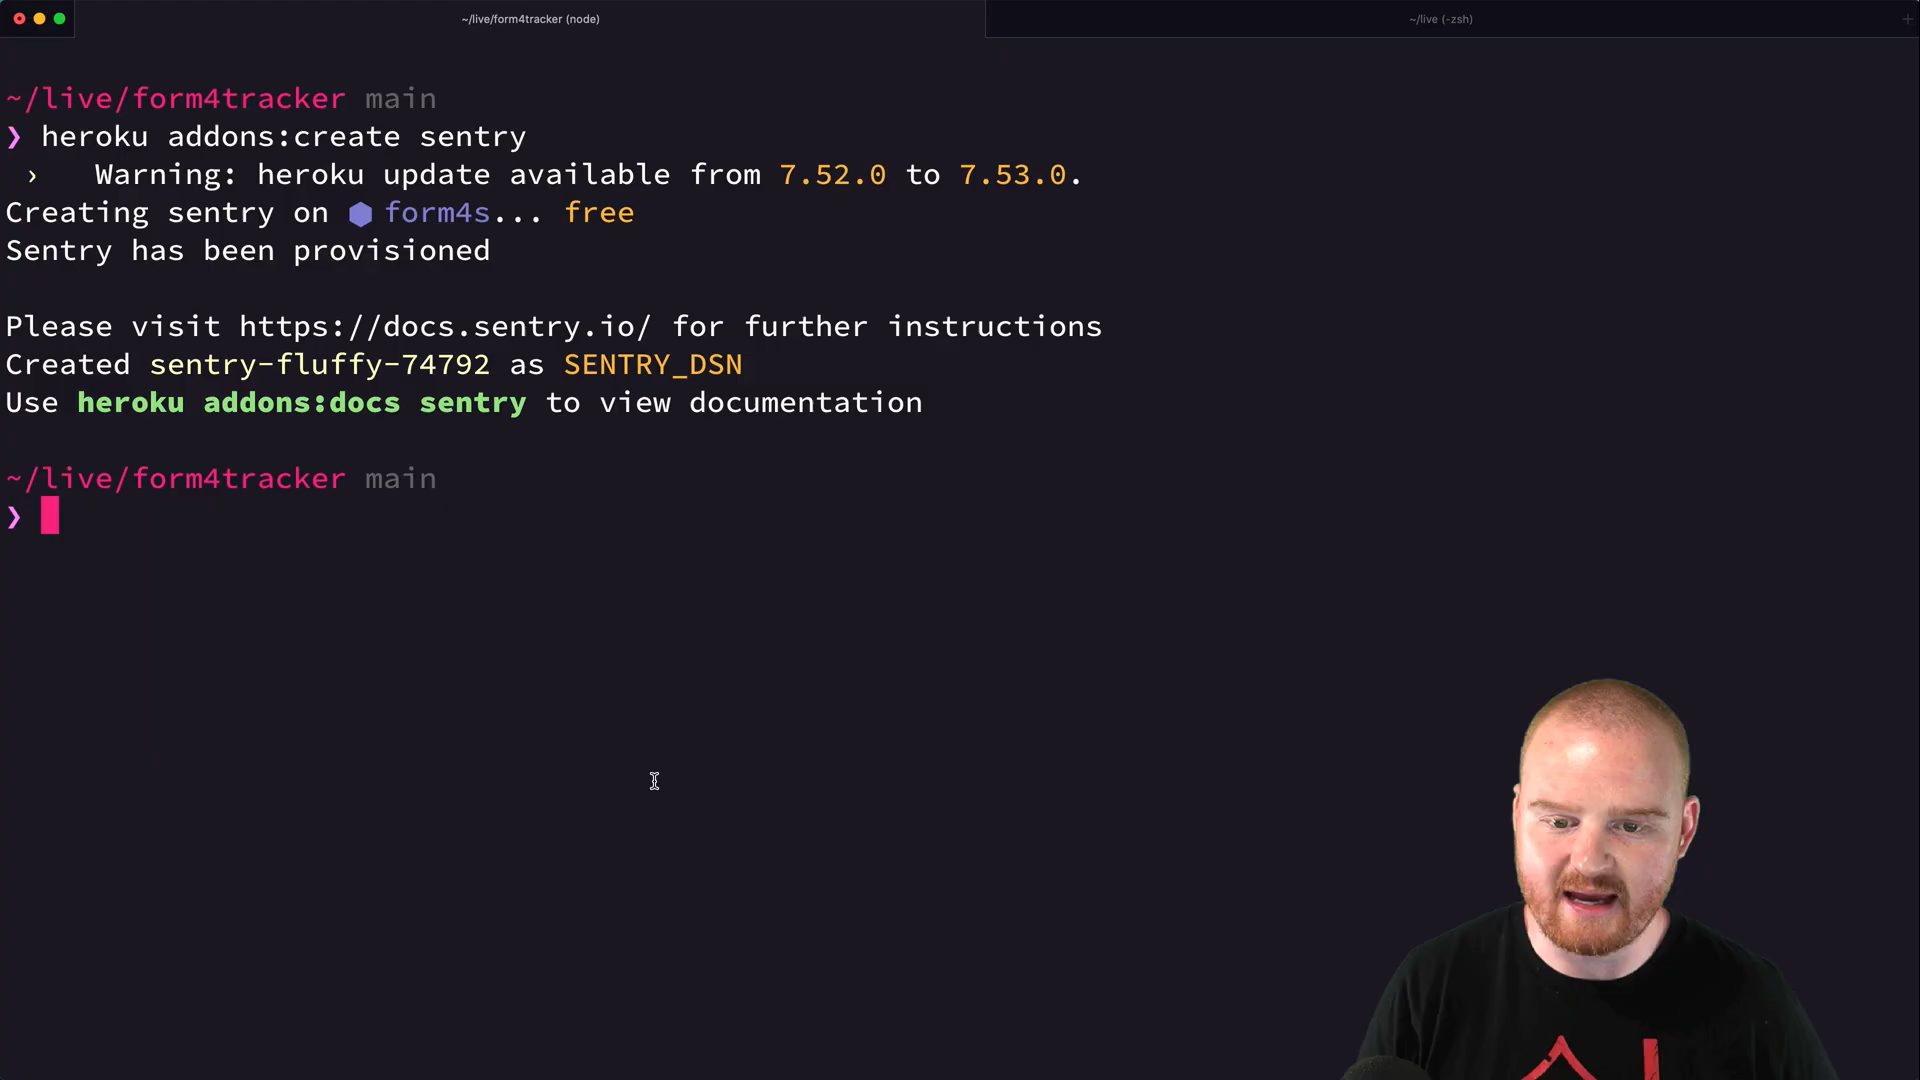 ~/live/form4tracker (node)
~/live (-zsh)
~/live/form4tracker main
❯ heroku addons:create sentry
›   Warning: heroku update available from 7.52.0 to 7.53.0.
Creating sentry on ⬢ form4s... free
Sentry has been provisioned
Please visit https://docs.sentry.io/ for further instructions
Created sentry-fluffy-74792 as SENTRY_DSN
Use heroku addons:docs sentry to view documentation
~/live/form4tracker main
❯